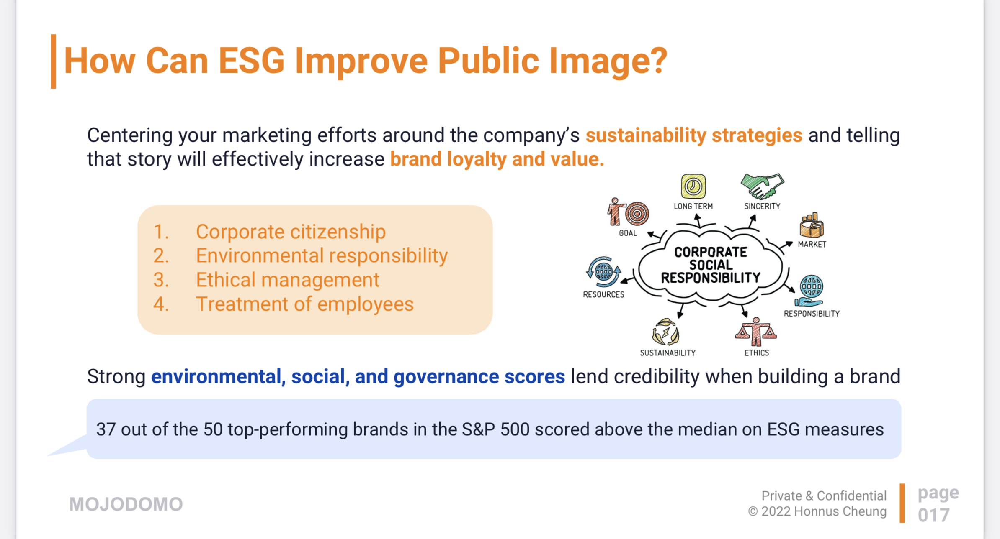 How Can ESG Improve Public Image?
Centering your marketing efforts around the company’s sustainability strategies and telling
that story will effectively increase brand loyalty and value.
1. Corporate citizenship
2. Environmental responsibility
3. Ethical management
4. Treatment of employees
LONG TERM
SINCERITY
GOAL
MARKET
CORPORATE
SOCIAL
RESPONSIBILITY
RESOURCES
RESPONSIBILITY
SUSTAINABILITY
ETHICS
Strong environmental, social, and governance scores lend credibility when building a brand
37 out of the 50 top-performing brands in the S&P 500 scored above the median on ESG measures
MOJODOMO
Private & Confidential
© 2022 Honnus Cheung
page
017